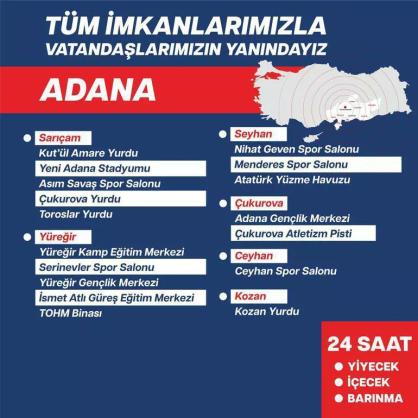 TÜM İMKANLARIMIZLA
VATANDAŞLARIMIZIN YANINDAYIZ
ADANA
Sarıçam
Kut'ül Amare Yurdu
Yeni Adana Stadyumu
Asım Savaş Spor Salonu
Çukurova Yurdu
Toroslar Yurdu
Yüreğir
Yüreğir Kamp Eğitim Merkezi
Serinevler Spor Salonu
Yüreğir Gençlik Merkezi
İsmet Atlı Güreş Eğitim Merkezi
TOHM Binası
Seyhan
Nihat Geven Spor Salonu
Menderes Spor Salonu
Atatürk Yüzme Havuzu
Çukurova
Adana Gençlik Merkezi
Çukurova Atletizm Pisti
Ceyhan
Ceyhan Spor Salonu
Kozan
Kozan Yurdu
24 SAAT
YİYECEK
İÇECEK
BARINMA